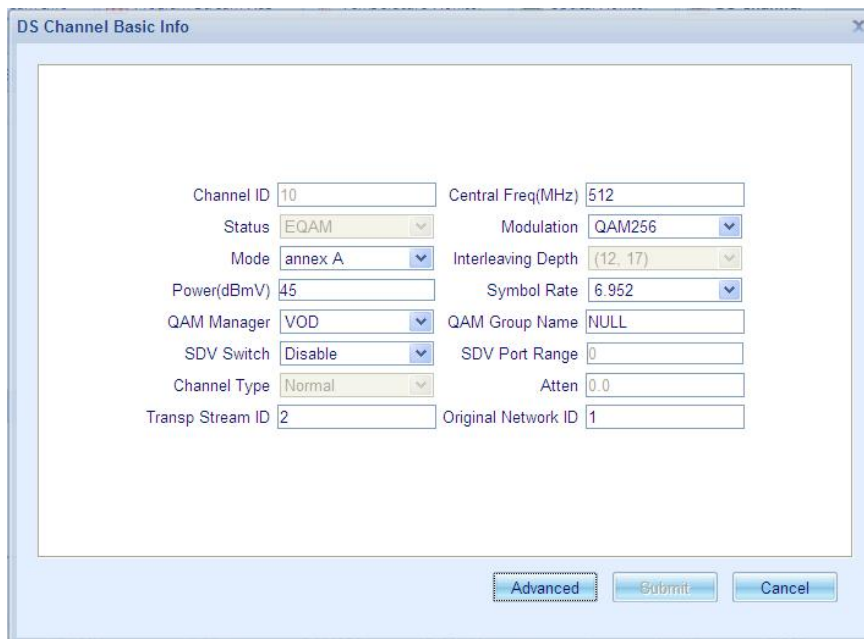 DS Channel Basic Info
Channel ID 10 Central Freq(MHz) 512
Status EQAM Modulation QAM256
Mode annex A Interleaving Depth (12, 17)
Power(dBmV) 45 Symbol Rate 6.952
QAM Manager VOD QAM Group Name NULL
SDV Switch Disable SDV Port Range 0
Channel Type Normal Atten 0.0
Transp Stream ID 2 Original Network ID 1
Advanced Submit Cancel